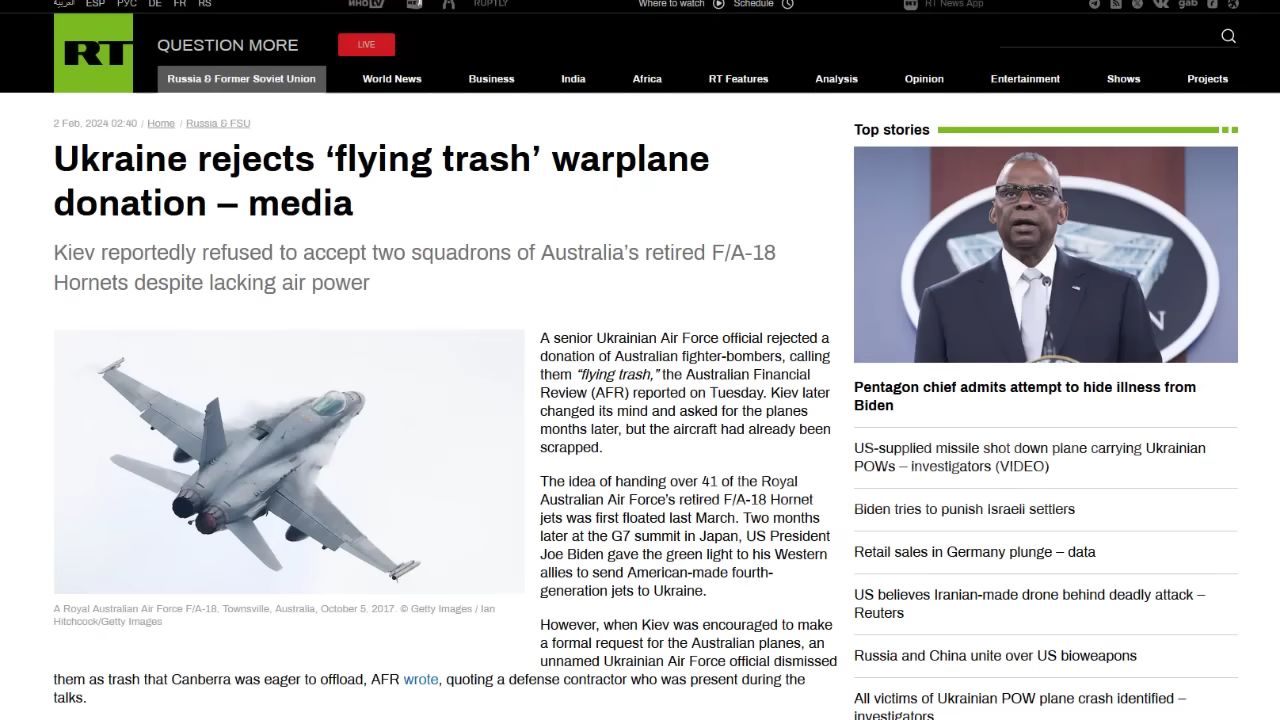 العربية ESP РУС DE FR RS ИНОTV RUPTLY Where to watch Schedule RT News App gab
RT QUESTION MORE LIVE
Russia & Former Soviet Union World News Business India Africa RT Features Analysis Opinion Entertainment Shows Projects
2 Feb, 2024 02:40 / Home / Russia & FSU
Ukraine rejects ‘flying trash’ warplane
donation – media
Kiev reportedly refused to accept two squadrons of Australia’s retired F/A-18
Hornets despite lacking air power
A Royal Australian Air Force F/A-18, Townsville, Australia, October 5, 2017. © Getty Images / Ian
Hitchcock/Getty Images
A senior Ukrainian Air Force official rejected a
donation of Australian fighter-bombers, calling
them “flying trash,” the Australian Financial
Review (AFR) reported on Tuesday. Kiev later
changed its mind and asked for the planes
months later, but the aircraft had already been
scrapped.
The idea of handing over 41 of the Royal
Australian Air Force’s retired F/A-18 Hornet
jets was first floated last March. Two months
later at the G7 summit in Japan, US President
Joe Biden gave the green light to his Western
allies to send American-made fourth-
generation jets to Ukraine.
However, when Kiev was encouraged to make
a formal request for the Australian planes, an
unnamed Ukrainian Air Force official dismissed
them as trash that Canberra was eager to offload, AFR wrote, quoting a defense contractor who was present during the
talks.
Top stories
N
Pentagon chief admits attempt to hide illness from
Biden
US-supplied missile shot down plane carrying Ukrainian
POWs – investigators (VIDEO)
Biden tries to punish Israeli settlers
Retail sales in Germany plunge – data
US believes Iranian-made drone behind deadly attack –
Reuters
Russia and China unite over US bioweapons
All victims of Ukrainian POW plane crash identified –
investigators